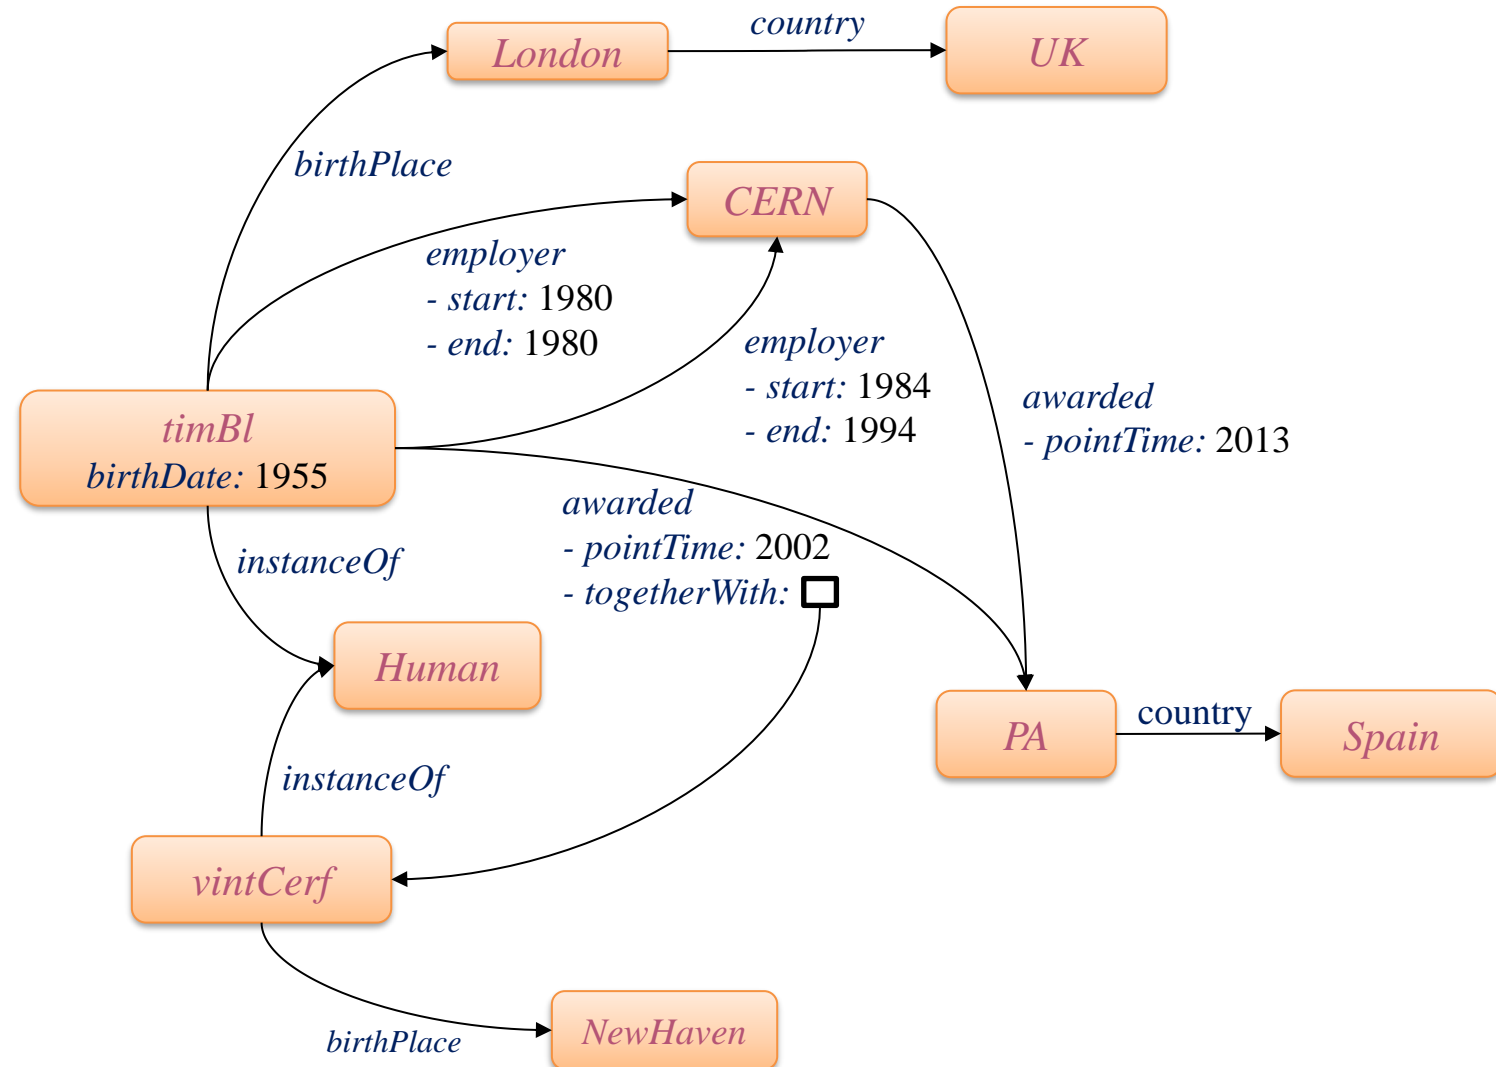 country
London
UK
birthPlace
CERN
employer
- start: 1980
- end: 1980
employer
- start: 1984
- end: 1994
awarded
- pointTime: 2013
timBl
birthDate: 1955
awarded
- pointTime: 2002
- togetherWith:
instanceOf
Human
PA
country
Spain
instanceOf
vintCerf
birthPlace
NewHaven